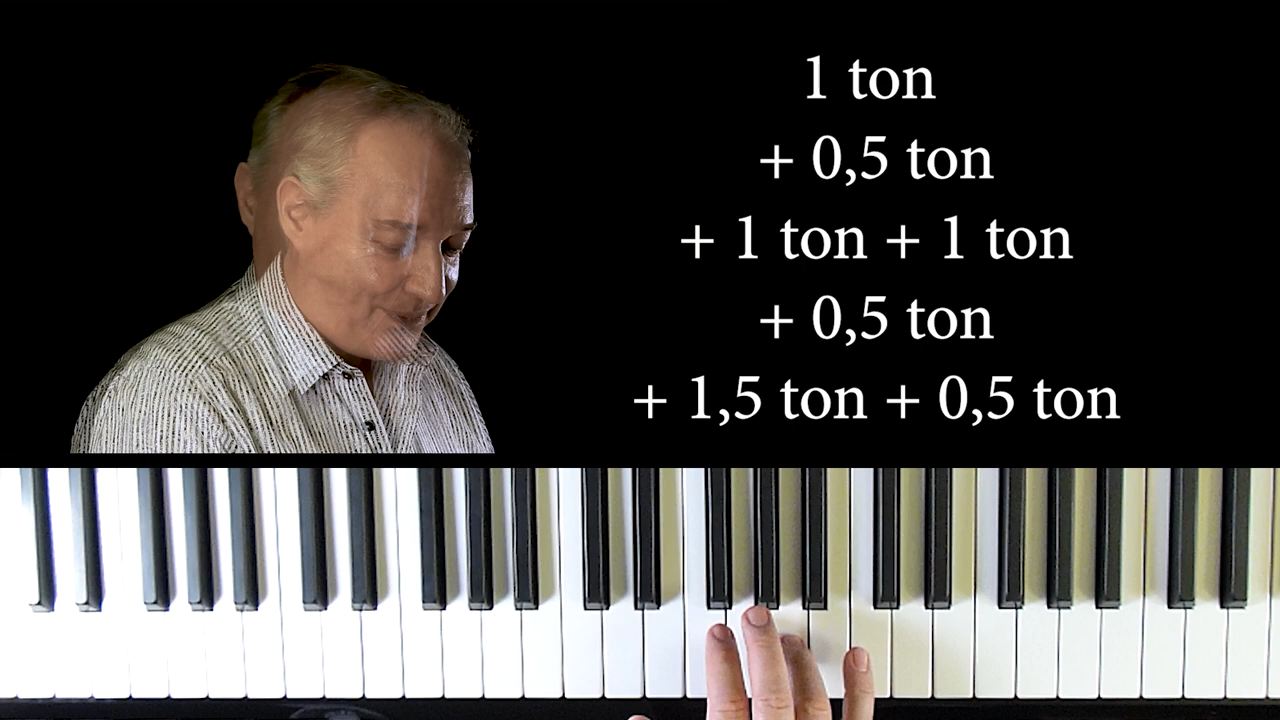 1 ton
+ 0,5 ton
+ 1 ton + 1 ton
+ 0,5 ton
+ 1,5 ton + 0,5 ton